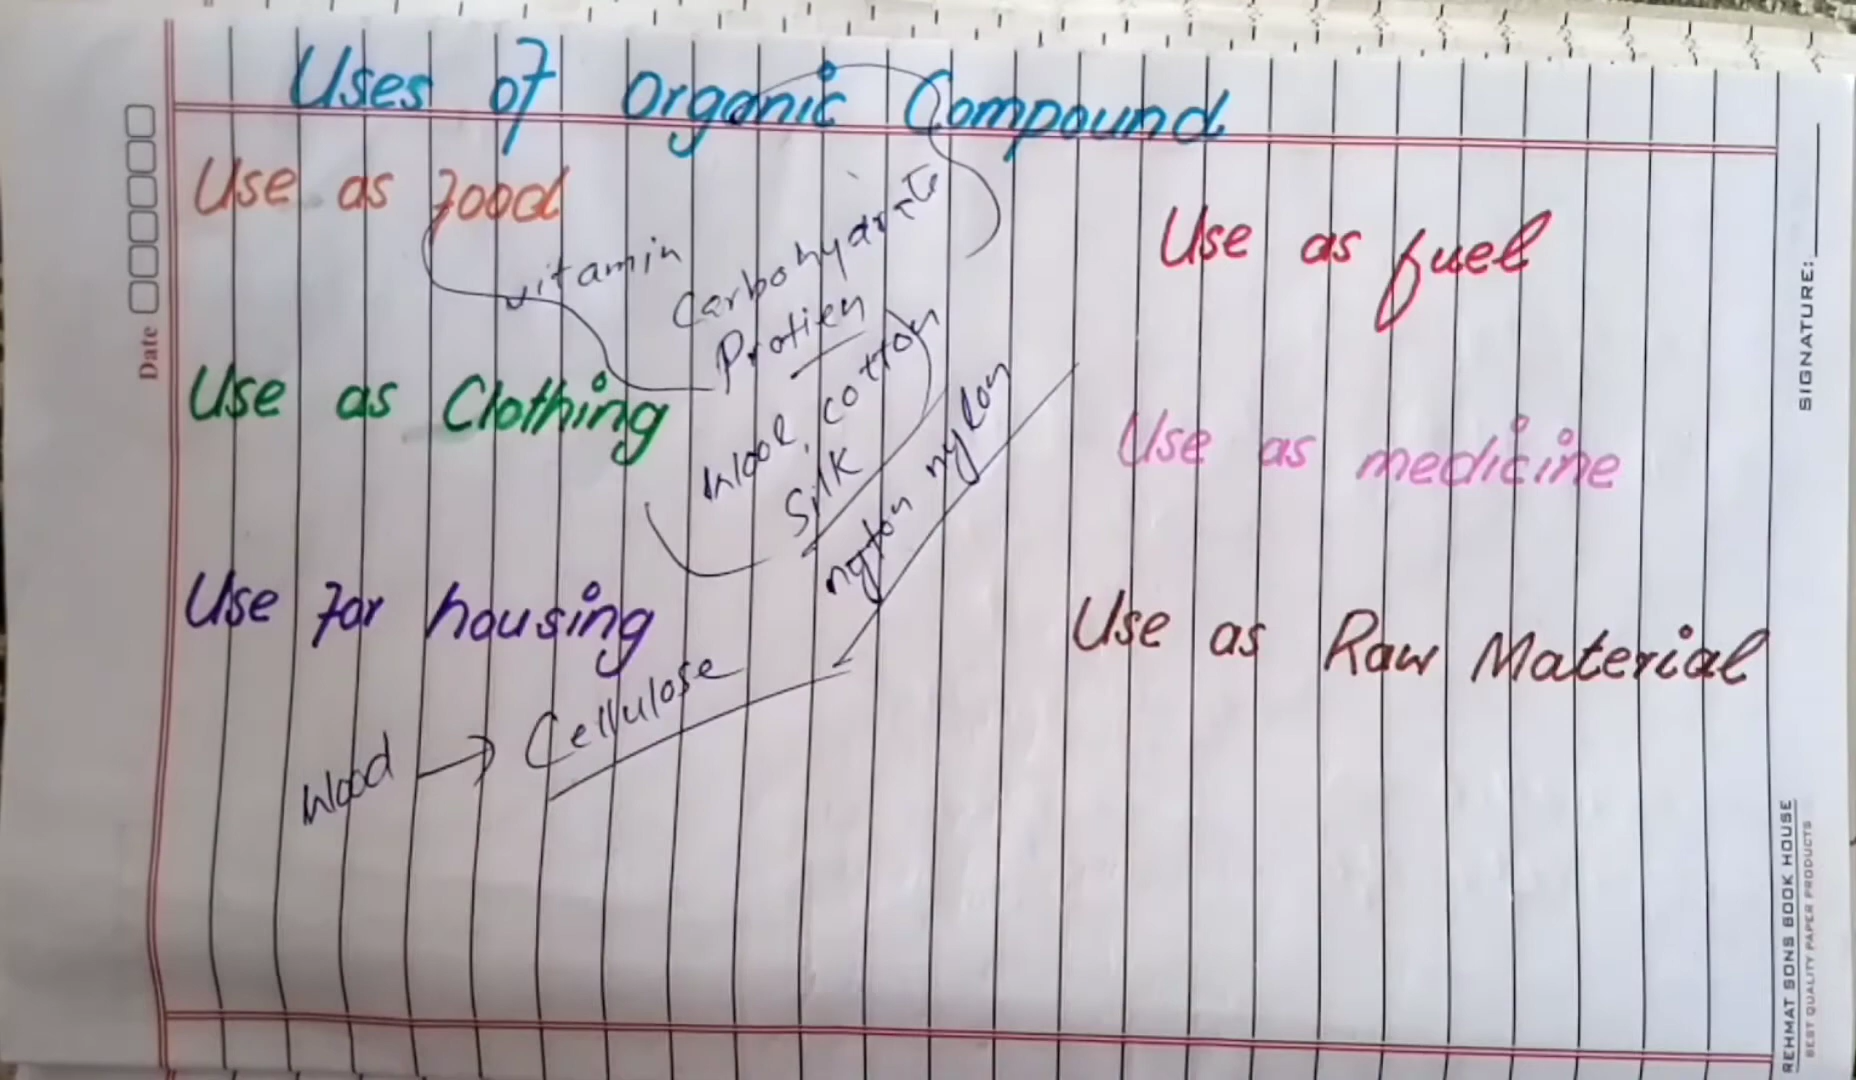 Uses of Organic Compound
Use as food
vitamin
Carbohydrate
Protien
Use as fuel
Use as Clothing
Wool, cotton
Silk
nylon nylon
Use as medicine
Use for housing
Wood → Cellulose
Use as Raw Material
Date
SIGNATURE:
REHMAT SONS BOOK HOUSE
BEST QUALITY PAPER PRODUCTS